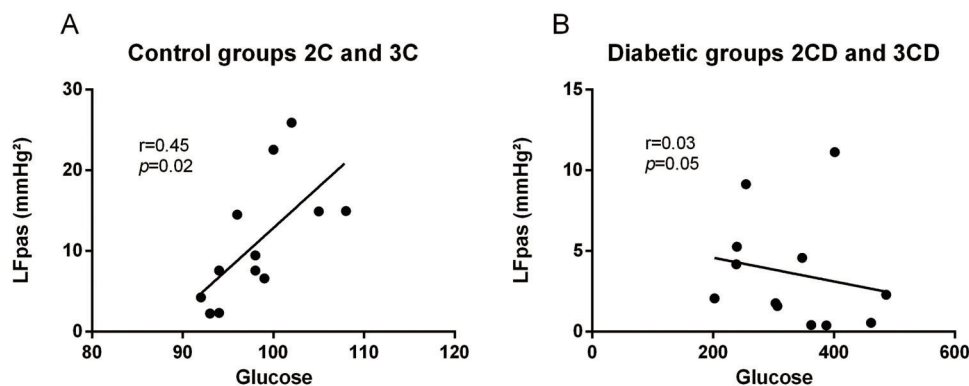 A
Control groups 2C and 3C
30
20
10
0
LFpas (mmHg²)
r=0.45
p=0.02
80
90
100
110
120
Glucose
B
Diabetic groups 2CD and 3CD
15
10
5
0
LFpas (mmHg²)
r=0.03
p=0.05
0
200
400
600
Glucose